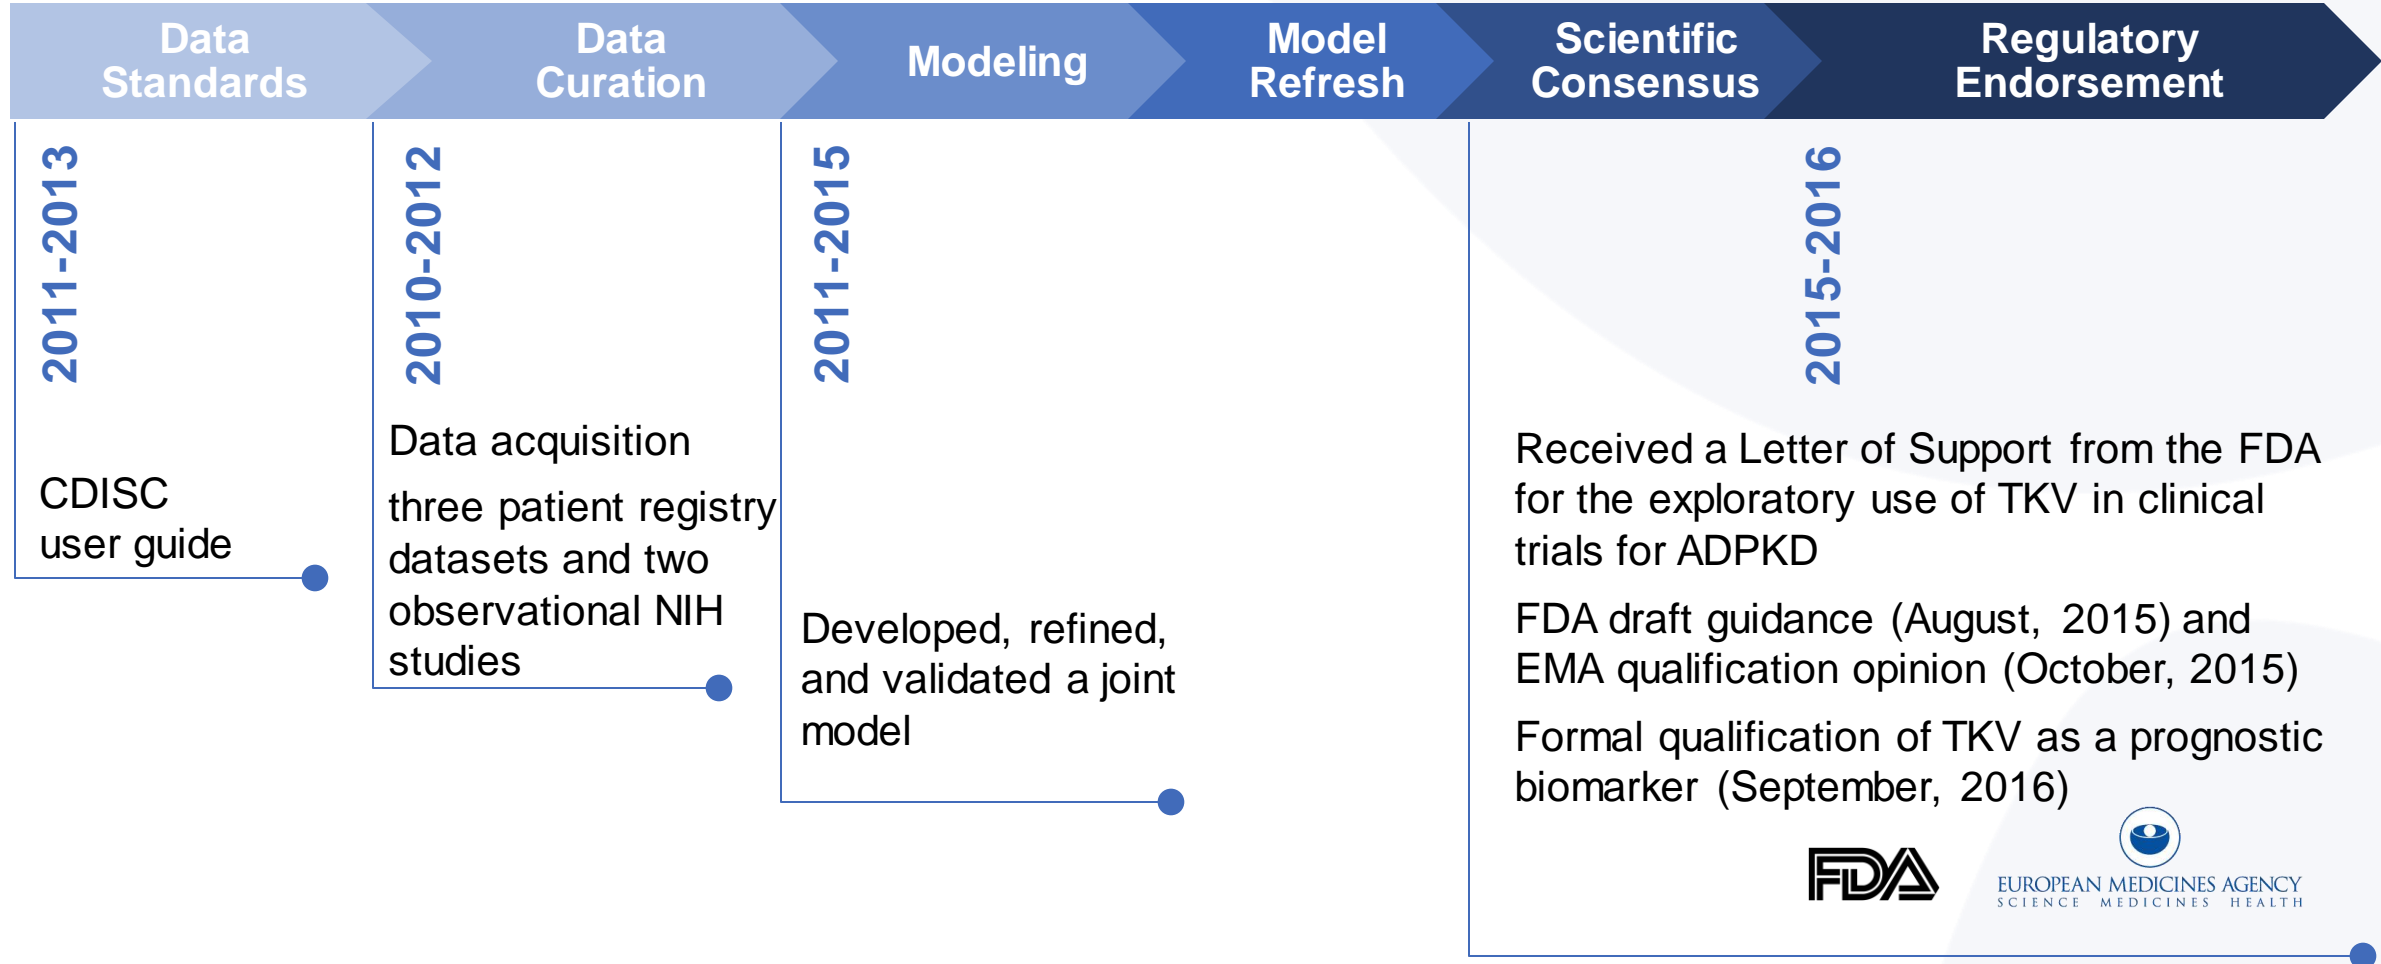 Data
Standards
Data
Curation
Modeling
Model
Refresh
Scientific
Consensus
Regulatory
Endorsement
2011-2013
CDISC
user guide
2010-2012
Data acquisition
three patient registry
datasets and two
observational NIH
studies
2011-2015
Developed, refined,
and validated a joint
model
2015-2016
Received a Letter of Support from the FDA
for the exploratory use of TKV in clinical
trials for ADPKD
FDA draft guidance (August, 2015) and
EMA qualification opinion (October, 2015)
Formal qualification of TKV as a prognostic
biomarker (September, 2016)
FDA
EUROPEAN MEDICINES AGENCY
SCIENCE MEDICINES HEALTH